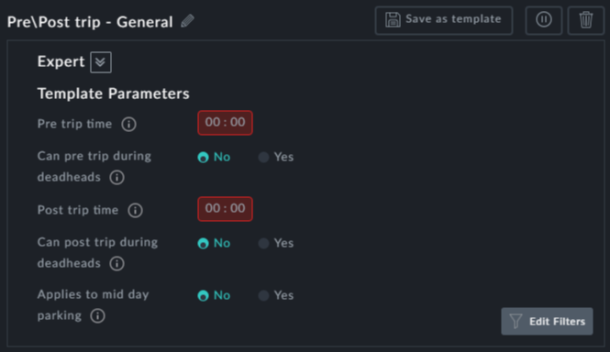 Pre\Post trip - General
Save as template
Expert
Template Parameters
Pre trip time
00 : 00
Can pre trip during
deadheads
No
Yes
Post trip time
00 : 00
Can post trip during
deadheads
No
Yes
Applies to mid day
parking
No
Yes
Edit Filters